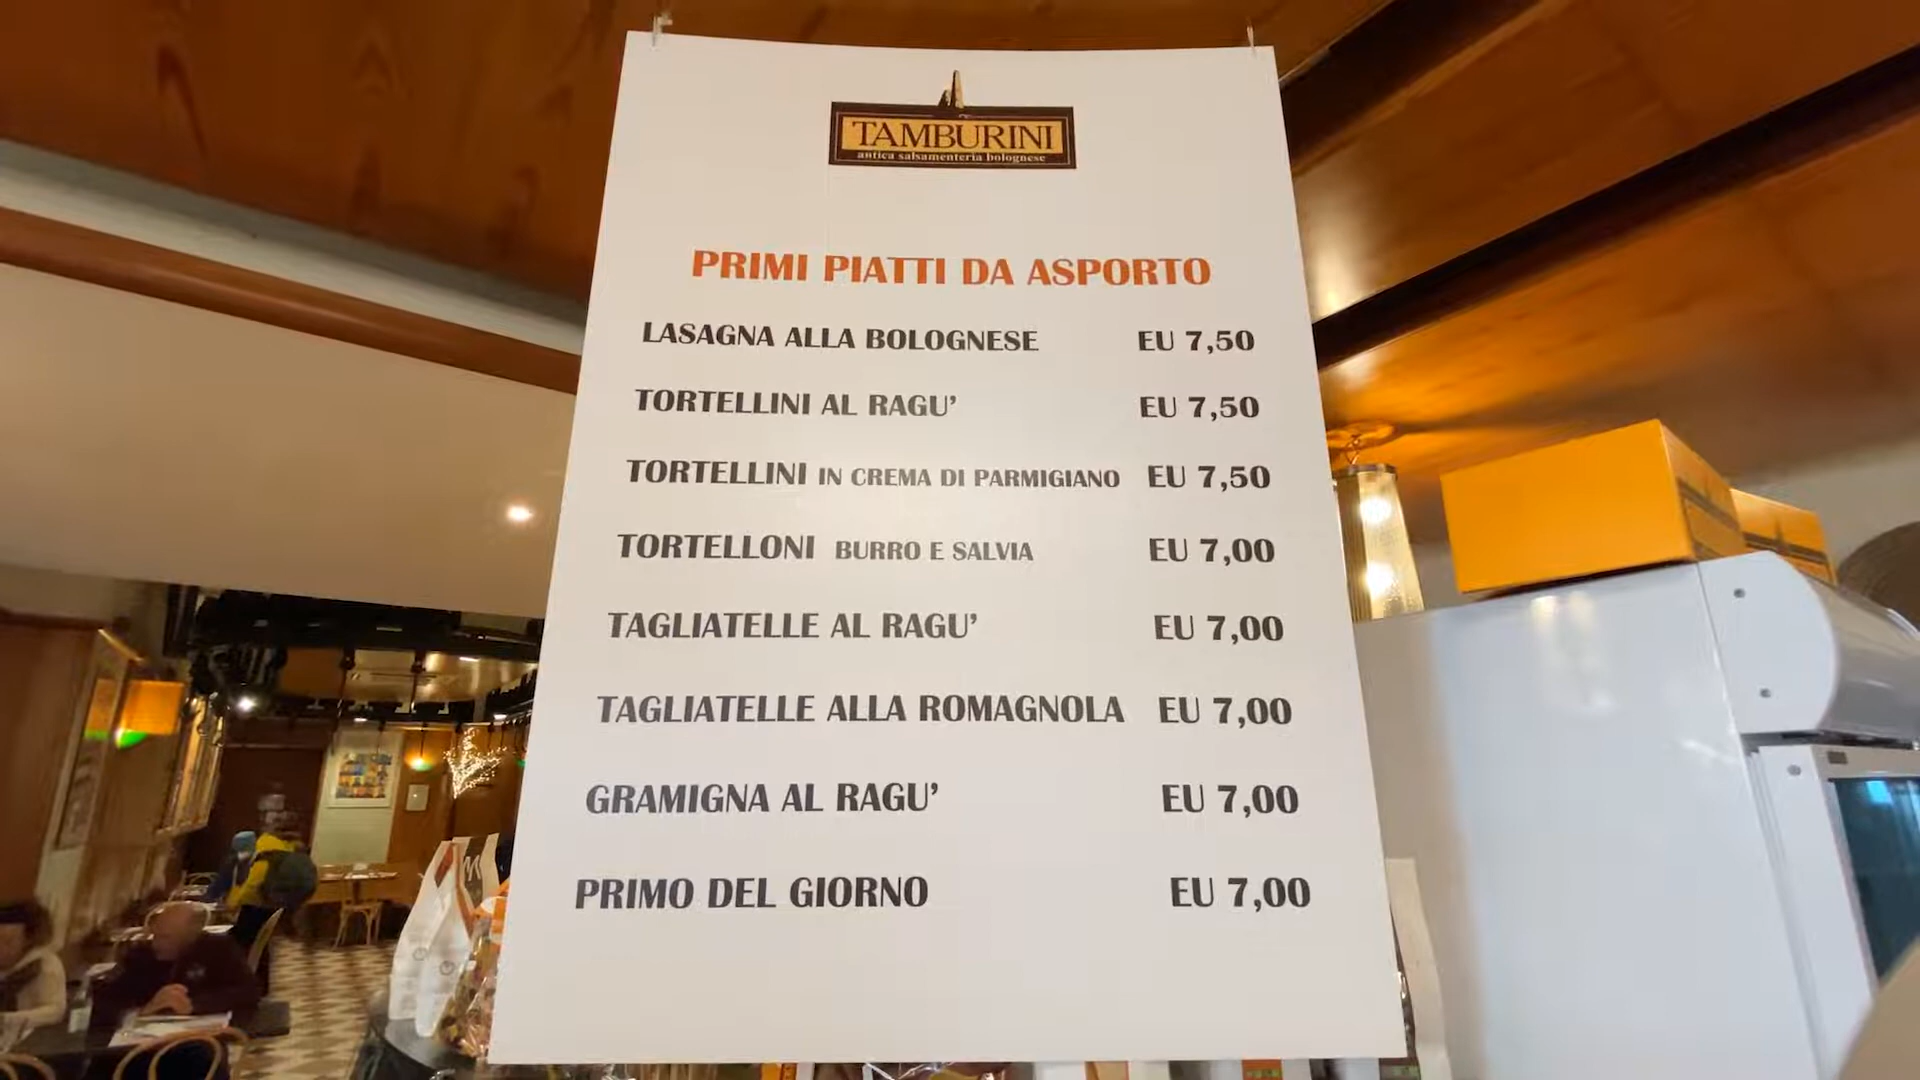 TAMBURINI
antica salsamenteria bolognese
PRIMI PIATTI DA ASPORTO
LASAGNA ALLA BOLOGNESE EU 7,50
TORTELLINI AL RAGU’ EU 7,50
TORTELLINI IN CREMA DI PARMIGIANO EU 7,50
TORTELLONI BURRO E SALVIA EU 7,00
TAGLIATELLE AL RAGU’ EU 7,00
TAGLIATELLE ALLA ROMAGNOLA EU 7,00
GRAMIGNA AL RAGU’ EU 7,00
PRIMO DEL GIORNO EU 7,00